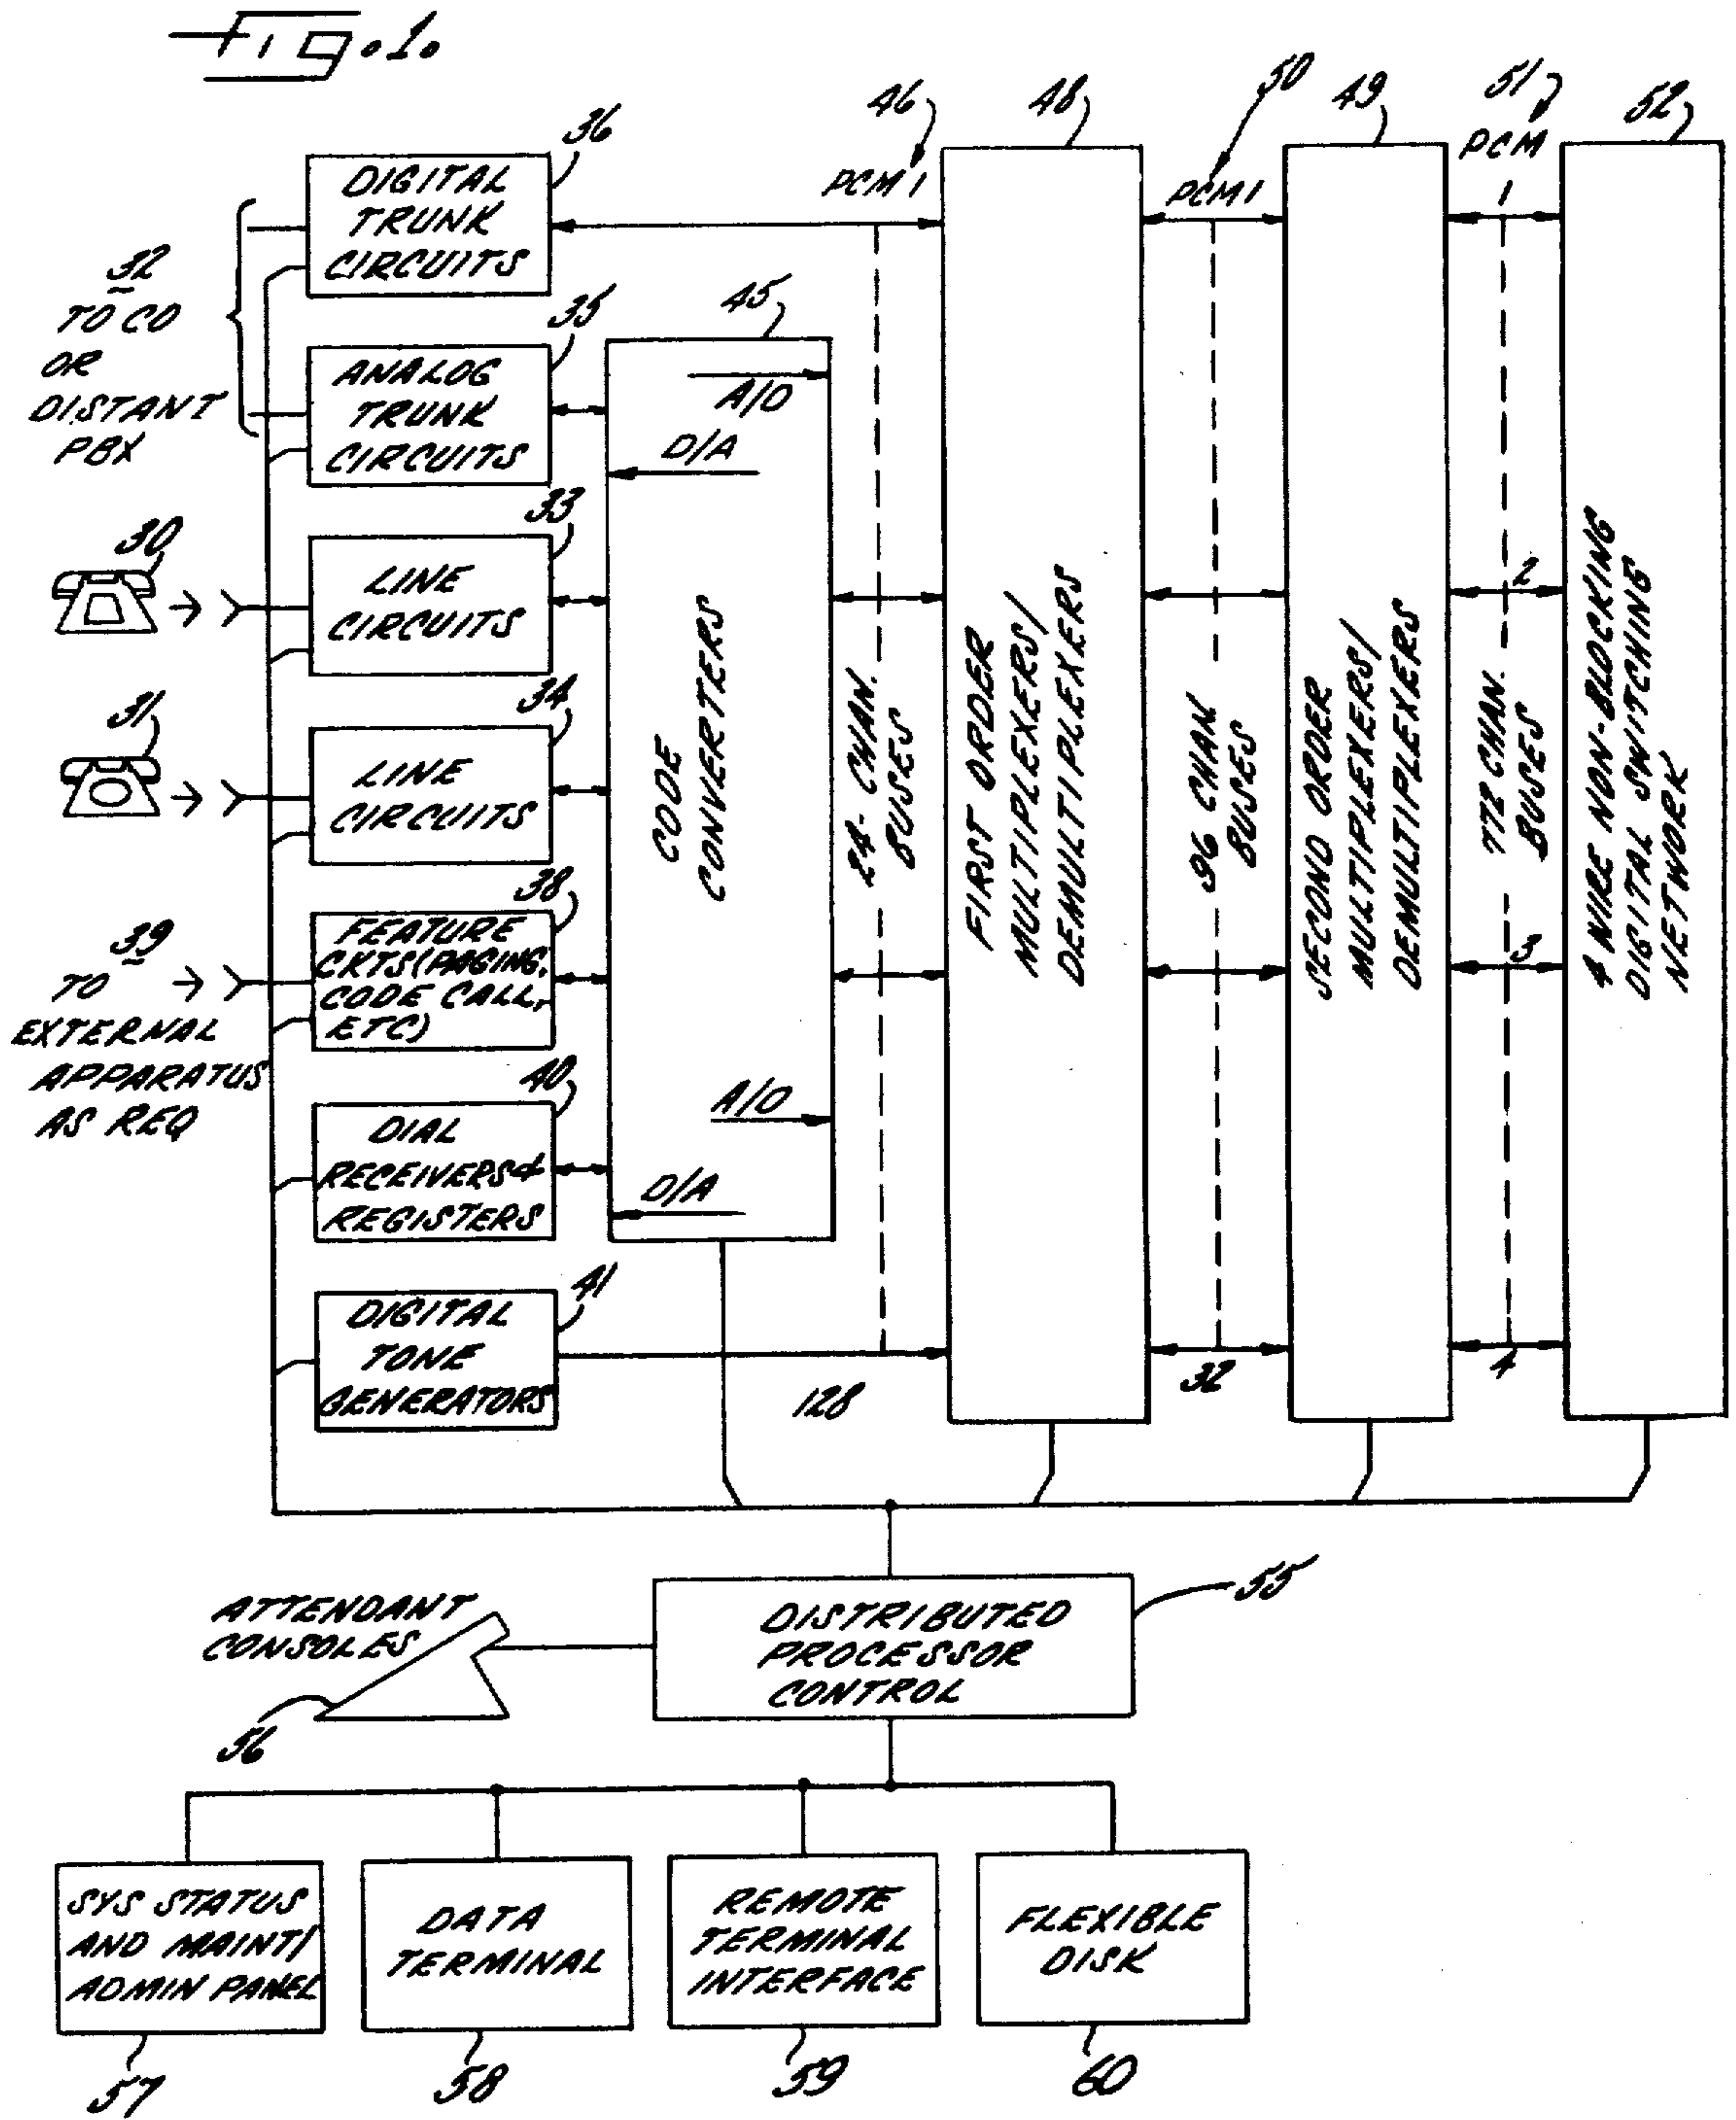 Fig. 1.
36
DIGITAL
TRUNK
CIRCUITS
32
TO CO
OR
DISTANT
PBX
35
ANALOG
TRUNK
CIRCUITS
30
33
LINE
CIRCUITS
31
34
LINE
CIRCUITS
39
TO
EXTERNAL
APPARATUS
AS REQ
38
FEATURE
CKTS (PAGING,
CODE CALL,
ETC)
40
DIAL
RECEIVERS &
REGISTERS
41
DIGITAL
TONE
GENERATORS
45
A/D
D/A
CODE
CONVERTERS
A/D
D/A
46
PCM 1
24-CHAN.
BUSES
128
48
FIRST ORDER
MULTIPLEXERS/
DEMULTIPLEXERS
50
PCM 1
96 CHAN
BUSES
32
49
SECOND ORDER
MULTIPLEXERS/
DEMULTIPLEXERS
51
PCM
1
2
772 CHAN.
BUSES
3
4
52
4 WIRE NON-BLOCKING
DIGITAL SWITCHING
NETWORK
ATTENDANT
CONSOLES
56
55
DISTRIBUTED
PROCESSOR
CONTROL
SYS STATUS
AND MAINT/
ADMIN PANEL
57
DATA
TERMINAL
58
REMOTE
TERMINAL
INTERFACE
59
FLEXIBLE
DISK
60